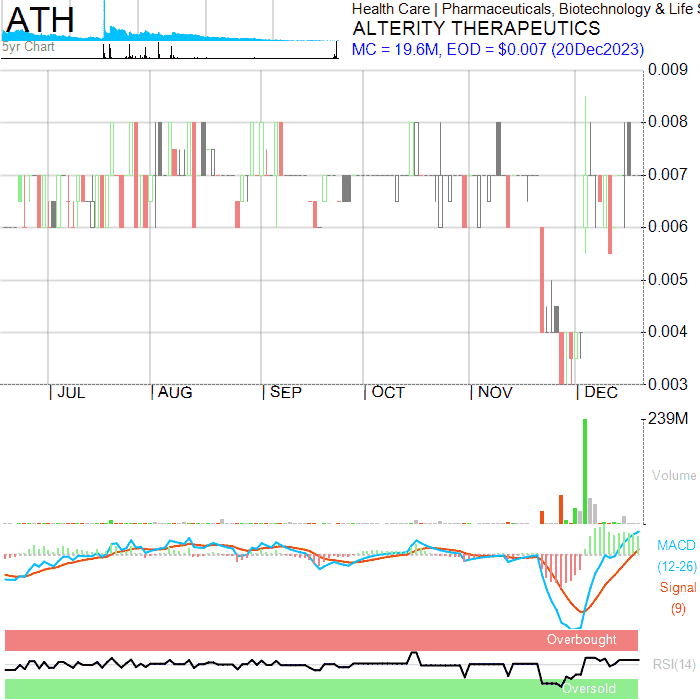 ATH
5yr Chart
Health Care | Pharmaceuticals, Biotechnology & Life S
ALTERITY THERAPEUTICS
MC = 19.6M, EOD = $0.007 (20Dec2023)
0.009
0.008
0.007
0.006
0.005
0.004
0.003
JUL
AUG
SEP
OCT
NOV
DEC
239M
Volume
MACD
(12-26)
Signal
(9)
Overbought
RSI(14)
Oversold